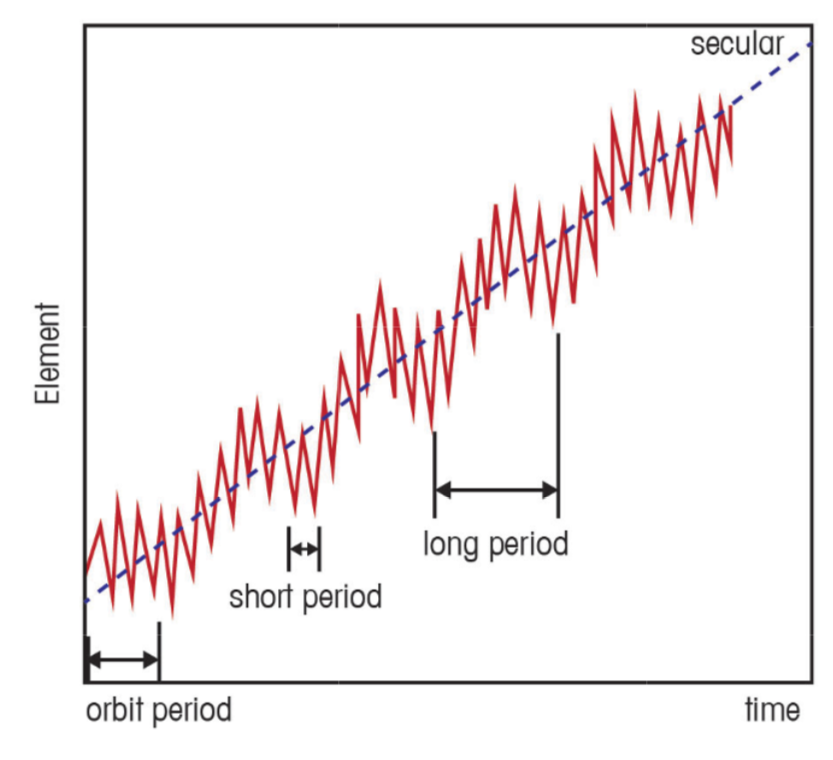 secular
Element
long period
short period
orbit period
time